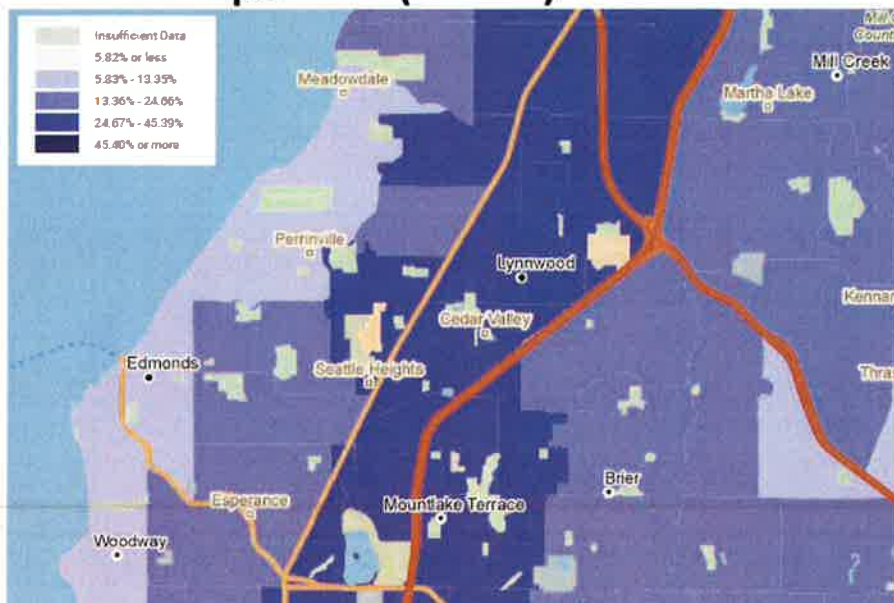 Insufficient Data
5.82% or less
5.83% - 13.35%
13.36% - 24.66%
24.67% - 45.39%
45.40% or more
Meadowdale
Mill Creek
Martha Lake
Perrinville
Lynnwood
Cedar Valley
Edmonds
Seattle Heights
Brier
Esperance
Mountlake Terrace
Woodway